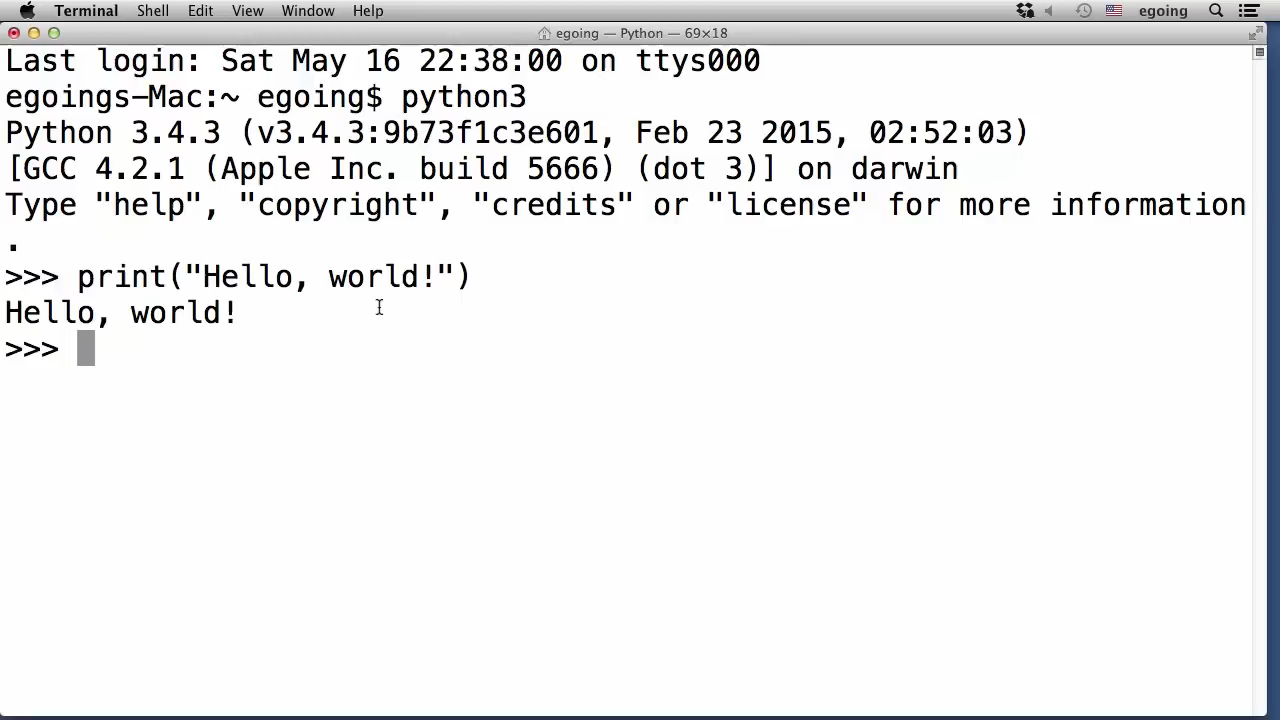 Terminal Shell Edit View Window Help egoing
egoing — Python — 69×18
Last login: Sat May 16 22:38:00 on ttys000
egoings-Mac:~ egoing$ python3
Python 3.4.3 (v3.4.3:9b73f1c3e601, Feb 23 2015, 02:52:03)
[GCC 4.2.1 (Apple Inc. build 5666) (dot 3)] on darwin
Type "help", "copyright", "credits" or "license" for more information
.
>>> print("Hello, world!")
Hello, world!
>>>